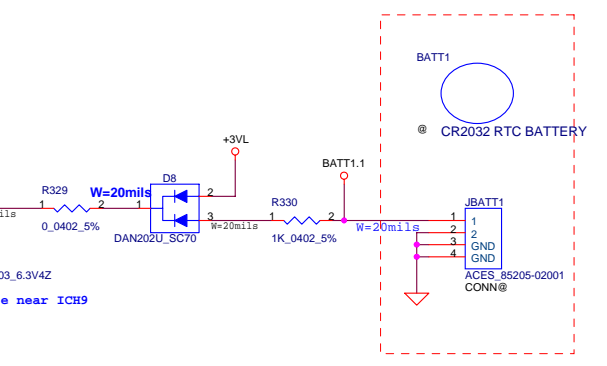 BATT1
@ CR2032 RTC BATTERY
+3VL
BATT1.1
D8
R329
W=20mils
1
2
1
2
3
0_0402_5%
DAN202U_SC70
W=20mils
R330
1
2
1K_0402_5%
W=20mils
JBATT1
1 1
2 2
3 GND
4 GND
ACES_85205-02001
CONN@
ils
03_6.3V4Z
e near ICH9